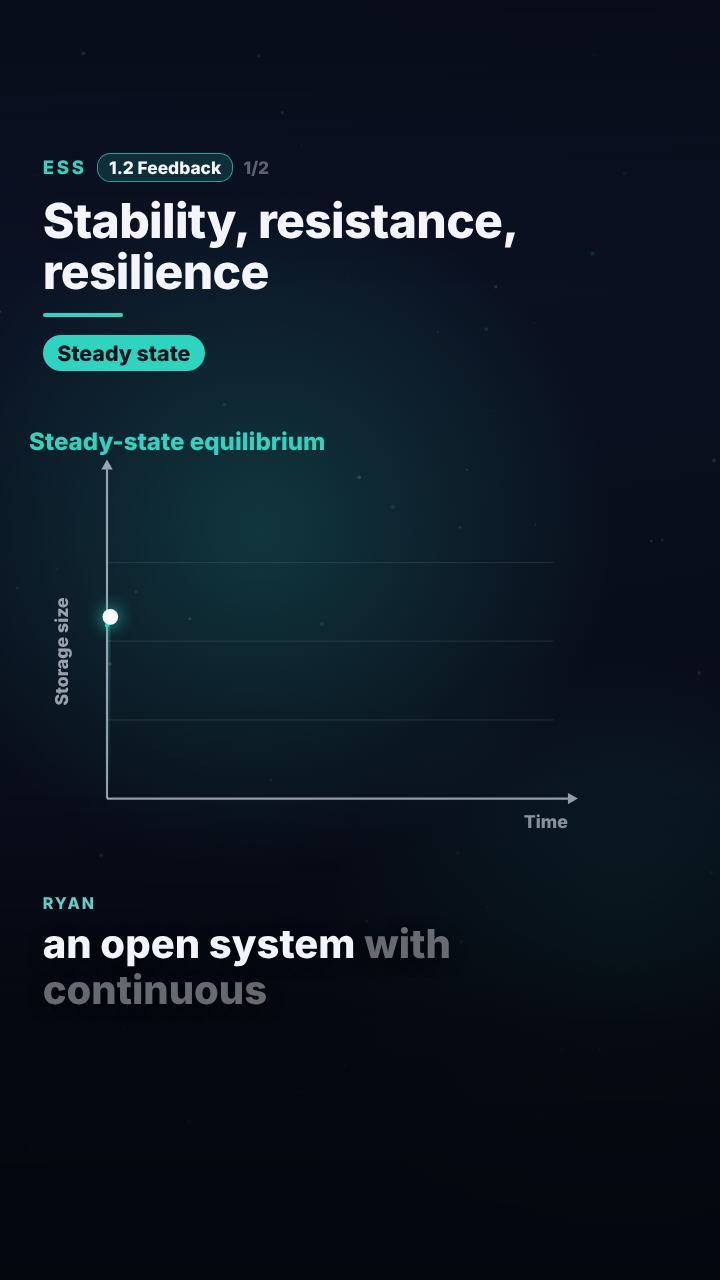 ESS 1.2 Feedback 1/2
Stability, resistance,
resilience
Steady state
Steady-state equilibrium
Storage size
Time
RYAN
an open system with
continuous